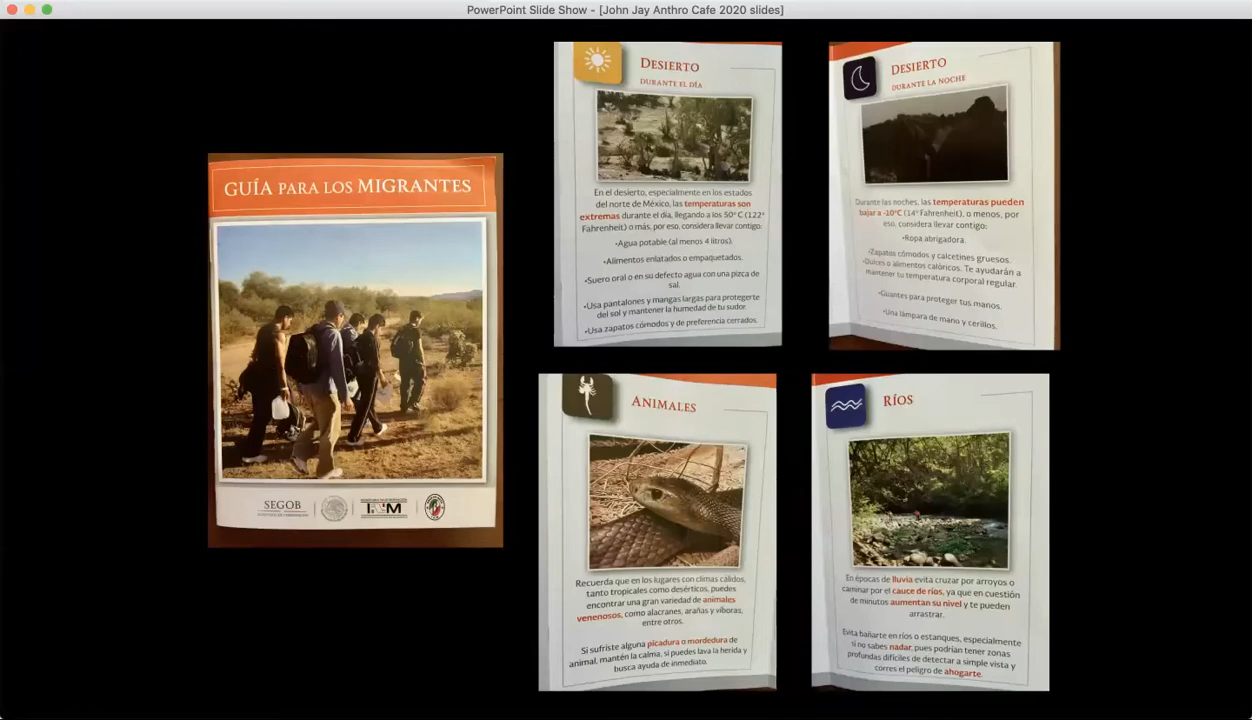 PowerPoint Slide Show - [John Jay Anthro Cafe 2020 slides]
GUÍA PARA LOS MIGRANTES
SEGOB
DESIERTO
DURANTE EL DÍA
En el desierto, especialmente en los estados
del norte de México, las temperaturas son
extremas durante el día, llegando a los 50° C (122°
Fahrenheit) o más, por eso, considera llevar contigo:
•Agua potable (al menos 4 litros).
•Alimentos enlatados o empaquetados.
•Suero oral o en su defecto agua con una pizca de
sal.
•Usa pantalones y mangas largas para protegerte
del sol y mantener la humedad de tu sudor.
•Usa zapatos cómodos y de preferencia cerrados.
DESIERTO
DURANTE LA NOCHE
Durante las noches, las temperaturas pueden
bajar a -10°C (14° Fahrenheit), o menos, por
eso, considera llevar contigo:
•Ropa abrigadora.
•Zapatos cómodos y calcetines gruesos.
•Dulces o alimentos calóricos. Te ayudarán a
mantener tu temperatura corporal regular.
•Guantes para proteger tus manos.
•Una lámpara de mano y cerillos.
ANIMALES
Recuerda que en los lugares con climas cálidos,
tanto tropicales como desérticos, puedes
encontrar una gran variedad de animales
venenosos, como alacranes, arañas y víboras,
entre otros.
Si sufriste alguna picadura o mordedura de
animal, mantén la calma, si puedes lava la herida y
busca ayuda de inmediato.
RÍOS
En épocas de lluvia evita cruzar por arroyos o
caminar por el cauce de ríos, ya que en cuestión
de minutos aumentan su nivel y te pueden
arrastrar.
Evita bañarte en ríos o estanques, especialmente
si no sabes nadar, pues podrían tener zonas
profundas difíciles de detectar a simple vista y
corres el peligro de ahogarte.